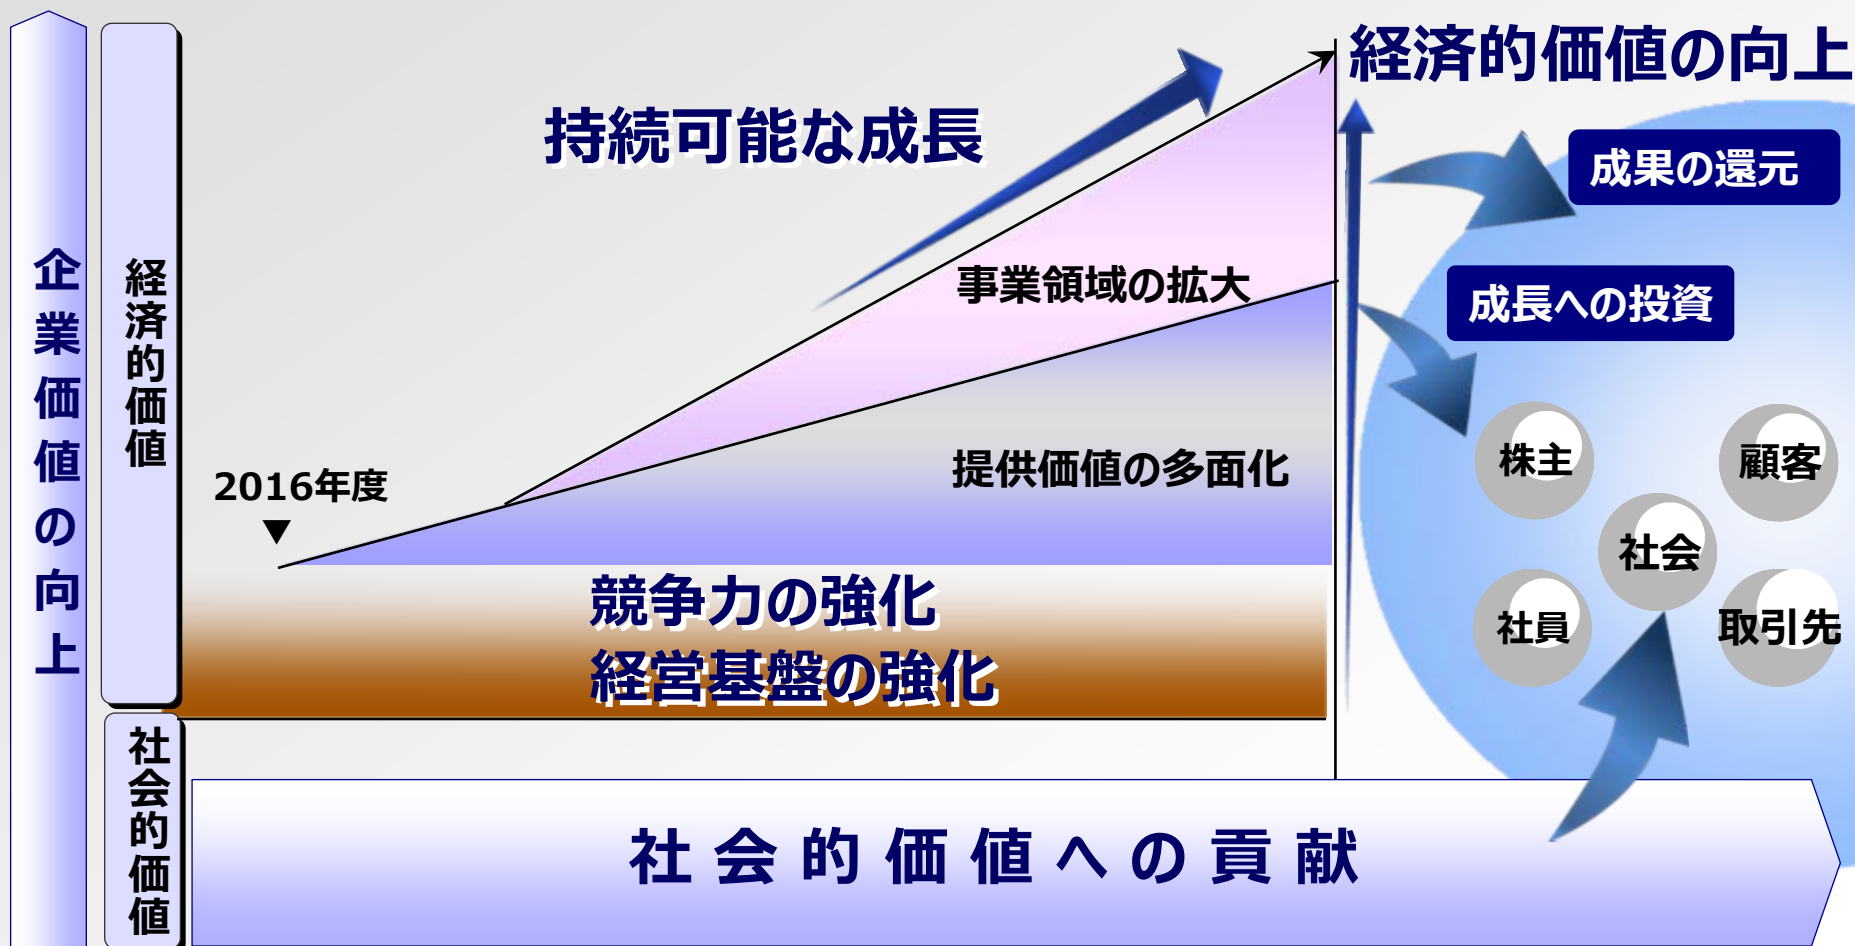 企業価値の向上
経済的価値
社会的価値
持続可能な成長
経済的価値の向上
成果の還元
成長への投資
事業領域の拡大
提供価値の多面化
2016年度
▼
競争力の強化
経営基盤の強化
株主
顧客
社会
社員
取引先
社会的価値への貢献